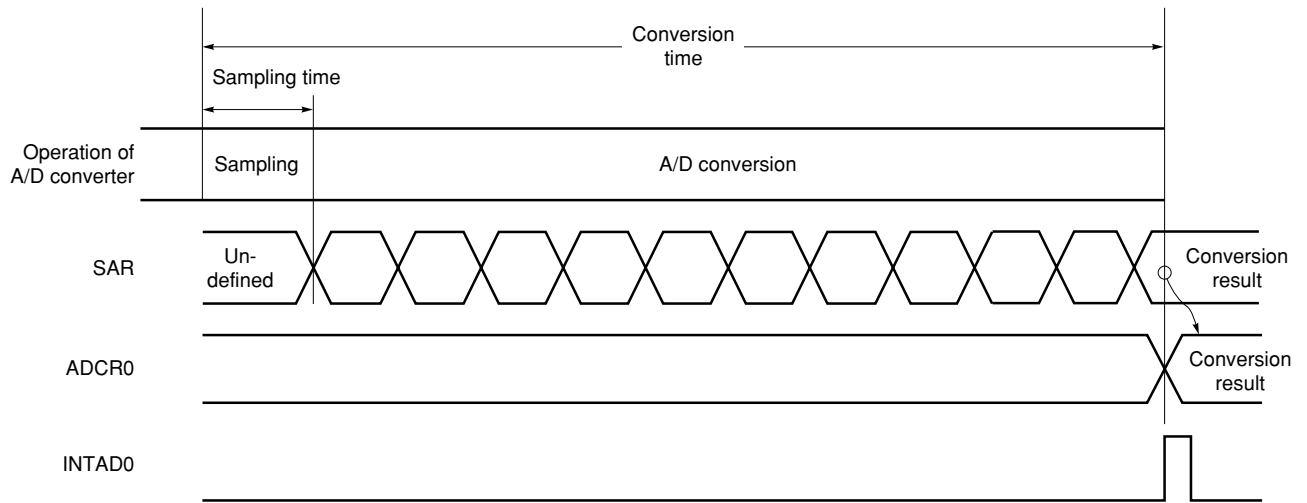 Conversion
time
Sampling time
Operation of
A/D converter
Sampling
A/D conversion
SAR
Un-
defined
Conversion
result
ADCR0
Conversion
result
INTAD0